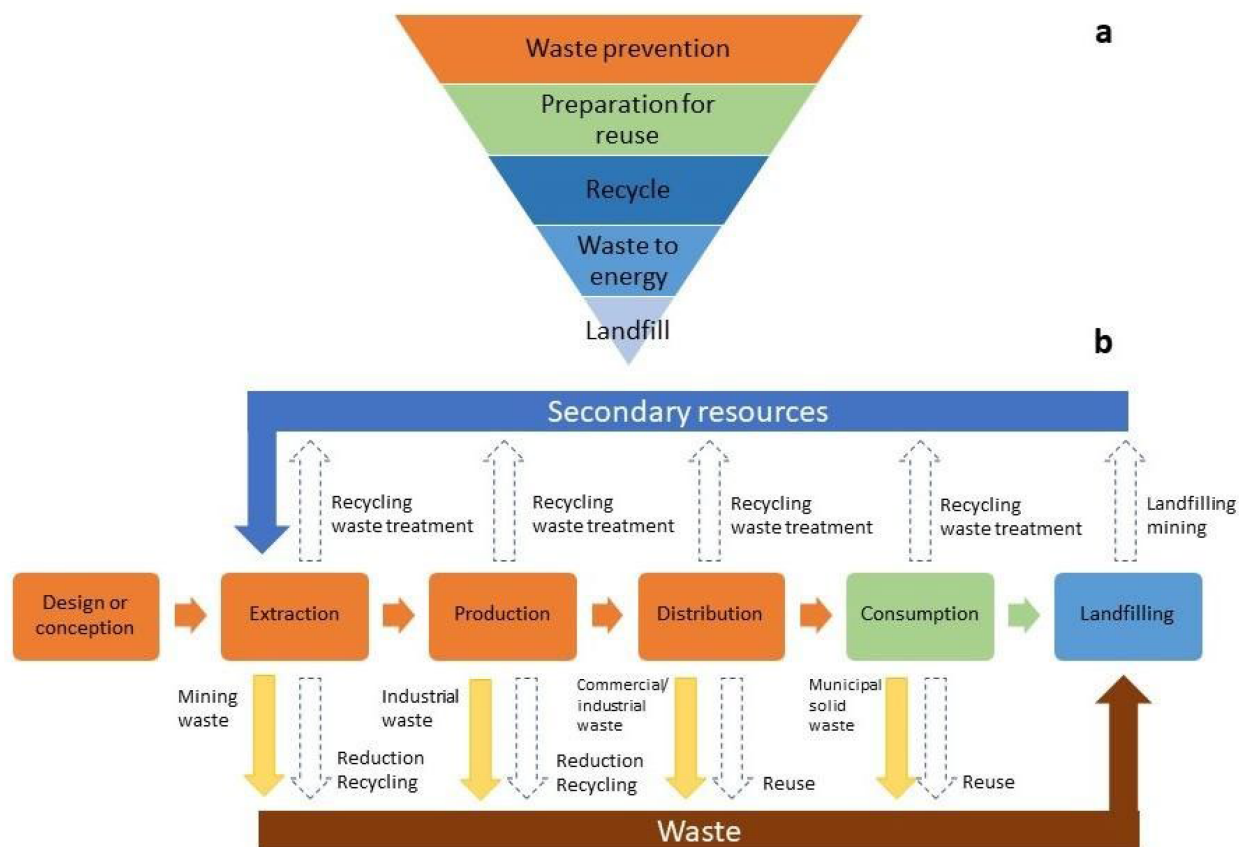 a
Waste prevention
Preparation for
reuse
Recycle
Waste to
energy
Landfill
b
Secondary resources
Recycling
waste treatment
Recycling
waste treatment
Recycling
waste treatment
Recycling
waste treatment
Landfilling
mining
Design or
conception
Extraction
Production
Distribution
Consumption
Landfilling
Mining
waste
Reduction
Recycling
Industrial
waste
Reduction
Recycling
Commercial/
industrial
waste
Reuse
Municipal
solid
waste
Reuse
Waste